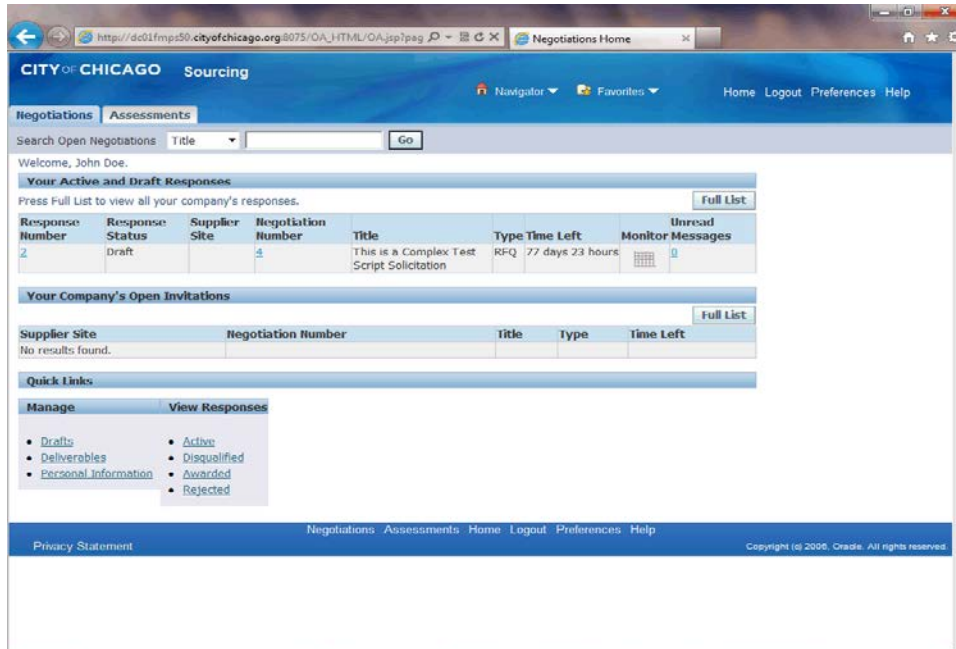 http://dc01fmps50.cityofchicago.org:8075/OA_HTML/OA.jsp?pag
Negotiations Home
CITY OF CHICAGO Sourcing
Navigator Favorites Home Logout Preferences Help
Negotiations Assessments
Search Open Negotiations Title Go
Welcome, John Doe.
Your Active and Draft Responses
Press Full List to view all your company's responses. Full List
Response Number Response Status Supplier Site Negotiation Number Title Type Time Left Monitor Unread Messages
2 Draft 4 This is a Complex Test Script Solicitation RFQ 77 days 23 hours 0
Your Company's Open Invitations
Full List
Supplier Site Negotiation Number Title Type Time Left
No results found.
Quick Links
Manage View Responses
Drafts Active
Deliverables Disqualified
Personal Information Awarded
Rejected
Negotiations Assessments Home Logout Preferences Help
Privacy Statement Copyright (c) 2006, Oracle. All rights reserved.